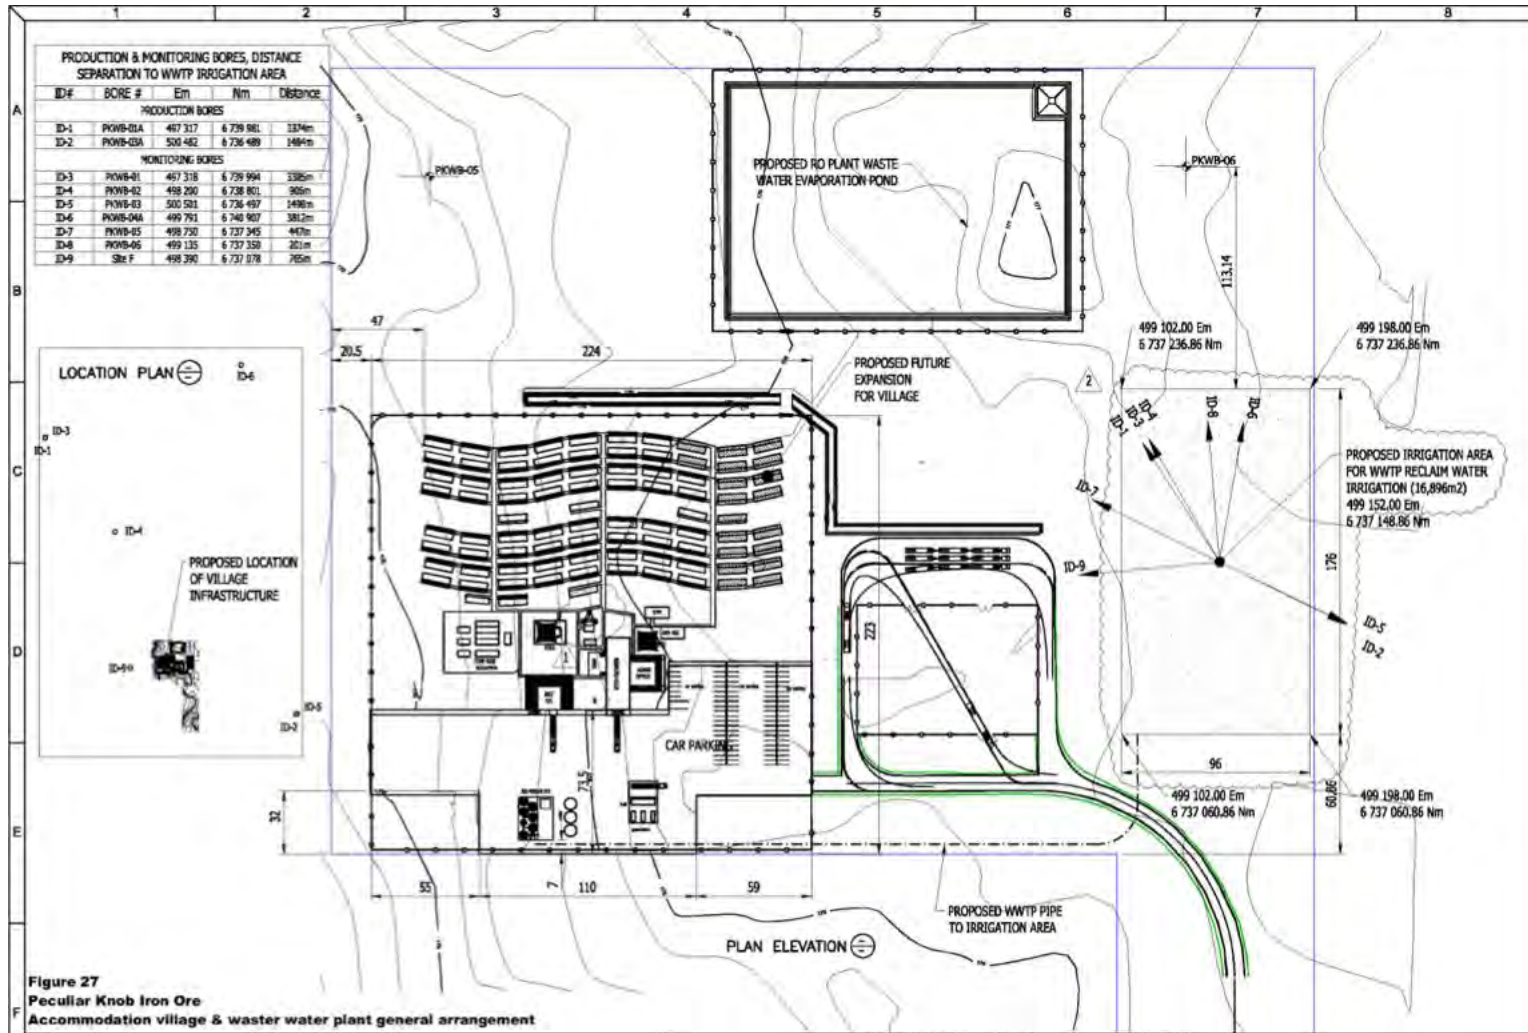 1 2 3 4 5 6 7 8
A
B
C
D
E
F
PRODUCTION & MONITORING BORES, DISTANCE
SEPARATION TO WWTP IRRIGATION AREA
ID# BORE # Em Nm Distance
PRODUCTION BORES
ID-1 PKWB-01A 497 317 6 739 981
ID-2 PKWB-03A 500 482 6 736 489 1484m
MONITORING BORES
ID-3 PKWB-01 497 318 6 739 994
ID-4 PKWB-02 498 200 6 738 801 905m
ID-5 PKWB-03 500 501 6 736 497 1498m
ID-6 PKWB-04A 499 791 6 740 907 3812m
ID-7 PKWB-05 498 750 6 737 345 447m
ID-8 PKWB-06 499 135 6 737 350 201m
ID-9 Site F 498 390 6 737 078 765m
PKWB-05
PROPOSED RO PLANT WASTE
WATER EVAPORATION POND
PKWB-06
113,14
499 102.00 Em
6 737 236.86 Nm
499 198.00 Em
6 737 236.86 Nm
47
20.5
224
LOCATION PLAN
ID-6
ID-3
ID-1
ID-4
PROPOSED LOCATION
OF VILLAGE
INFRASTRUCTURE
ID-9
ID-5
ID-2
PROPOSED FUTURE
EXPANSION
FOR VILLAGE
2
ID-1
ID-3
ID-4
ID-8
ID-6
ID-7
ID-9
ID-5
ID-2
PROPOSED IRRIGATION AREA
FOR WWTP RECLAIM WATER
IRRIGATION (16,896m2)
499 152.00 Em
6 737 148.86 Nm
176
223
1
CAR PARKING
73,5
96
60,86
499 102.00 Em
6 737 060.86 Nm
499 198.00 Em
6 737 060.86 Nm
32
55
7
110
59
PROPOSED WWTP PIPE
TO IRRIGATION AREA
PLAN ELEVATION
Figure 27
Peculiar Knob Iron Ore
Accommodation village & waster water plant general arrangement